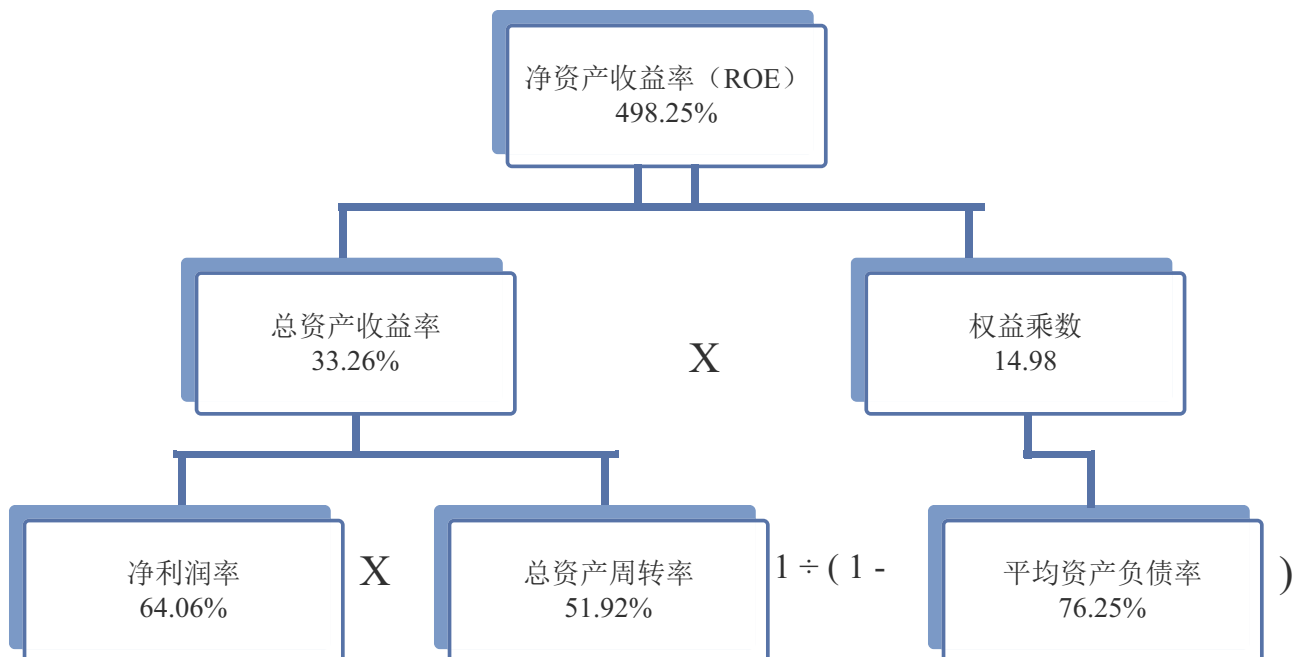 净资产收益率（ROE）
498.25%
总资产收益率
33.26%
X
权益乘数
14.98
净利润率
64.06%
X
总资产周转率
51.92%
1 ÷ ( 1 -
平均资产负债率
76.25%
)